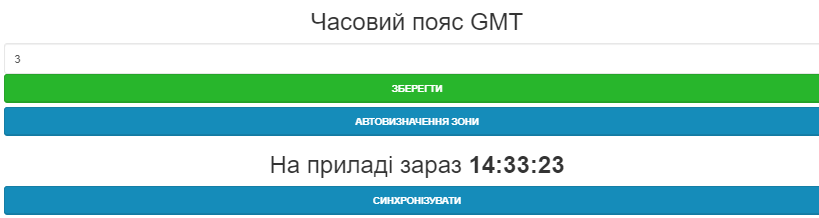 Часовий пояс GMT
3
ЗБЕРЕГТИ
АВТОВИЗНАЧЕННЯ ЗОНИ
На приладі зараз 14:33:23
СИНХРОНІЗУВАТИ